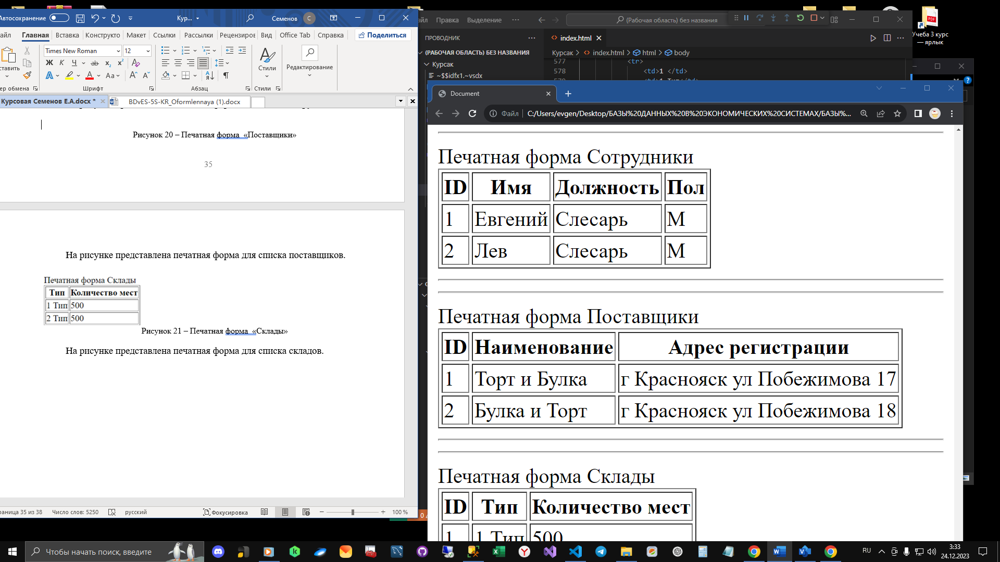 Автосохранение
Кур...
Семенов
С
айл
Главная
Вставка
Конструкто
Макет
Ссылки
Рассылки
Рецензиров
Вид
Office Tab
Справка
Поделиться
Times New Roman
12
ставить
Ж К Ч ab x₂ x²
Стили
Редактирование
ер обмена
Шрифт
Абзац
Стили
Курсовая Семенов Е.А.docx *
BDvES-5S-KR_Oformlennaya (1).docx
Рисунок 20 – Печатная форма «Поставщики»
35
На рисунке представлена печатная форма для списка поставщиков.
Печатная форма Склады
Тип Количество мест
1 Тип 500
2 Тип 500
Рисунок 21 – Печатная форма «Склады»
На рисунке представлена печатная форма для списка складов.
раница 35 из 38
Число слов: 5250
русский
Фокусировка
100 %
айл
Правка
Выделение
(Рабочая область) без названия
ПРОВОДНИК
(РАБОЧАЯ ОБЛАСТЬ) БЕЗ НАЗВАНИЯ
Курсак
~$$idfx1.~vsdx
index.html
Курсак > index.html > html > body
577 <tr>
578 <td>1 </td>
Учеба 3 курс
— ярлык
Document
Файл
C:/Users/evgen/Desktop/БАЗЫ%20ДАННЫХ%20В%20ЭКОНОМИЧЕСКИХ%20СИСТЕМАХ/БАЗЫ%...
Печатная форма Сотрудники
ID Имя Должность Пол
1 Евгений Слесарь М
2 Лев Слесарь М
Печатная форма Поставщики
ID Наименование Адрес регистрации
1 Торт и Булка г Краснояск ул Побежимова 17
2 Булка и Торт г Краснояск ул Побежимова 18
Печатная форма Склады
ID Тип Количество мест
1 1 Тип 500
Чтобы начать поиск, введите
RU
3:33
24.12.2023